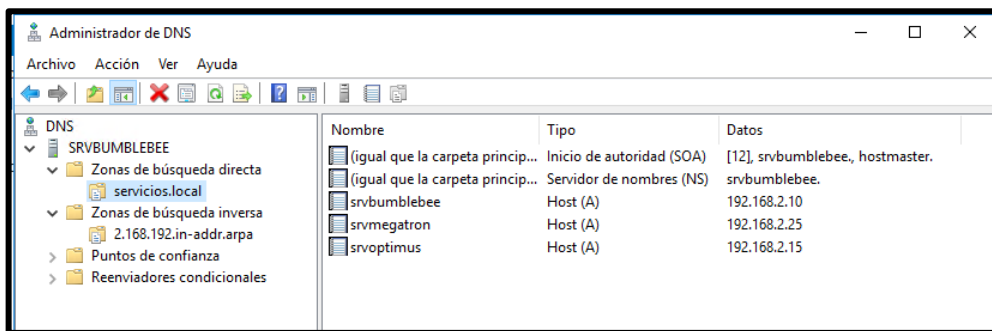 Administrador de DNS
Archivo Acción Ver Ayuda
DNS
SRVBUMBLEBEE
Zonas de búsqueda directa
servicios.local
Zonas de búsqueda inversa
2.168.192.in-addr.arpa
Puntos de confianza
Reenviadores condicionales
Nombre Tipo Datos
(igual que la carpeta princip... Inicio de autoridad (SOA) [12], srvbumblebee., hostmaster.
(igual que la carpeta princip... Servidor de nombres (NS) srvbumblebee.
srvbumblebee Host (A) 192.168.2.10
srvmegatron Host (A) 192.168.2.25
srvoptimus Host (A) 192.168.2.15